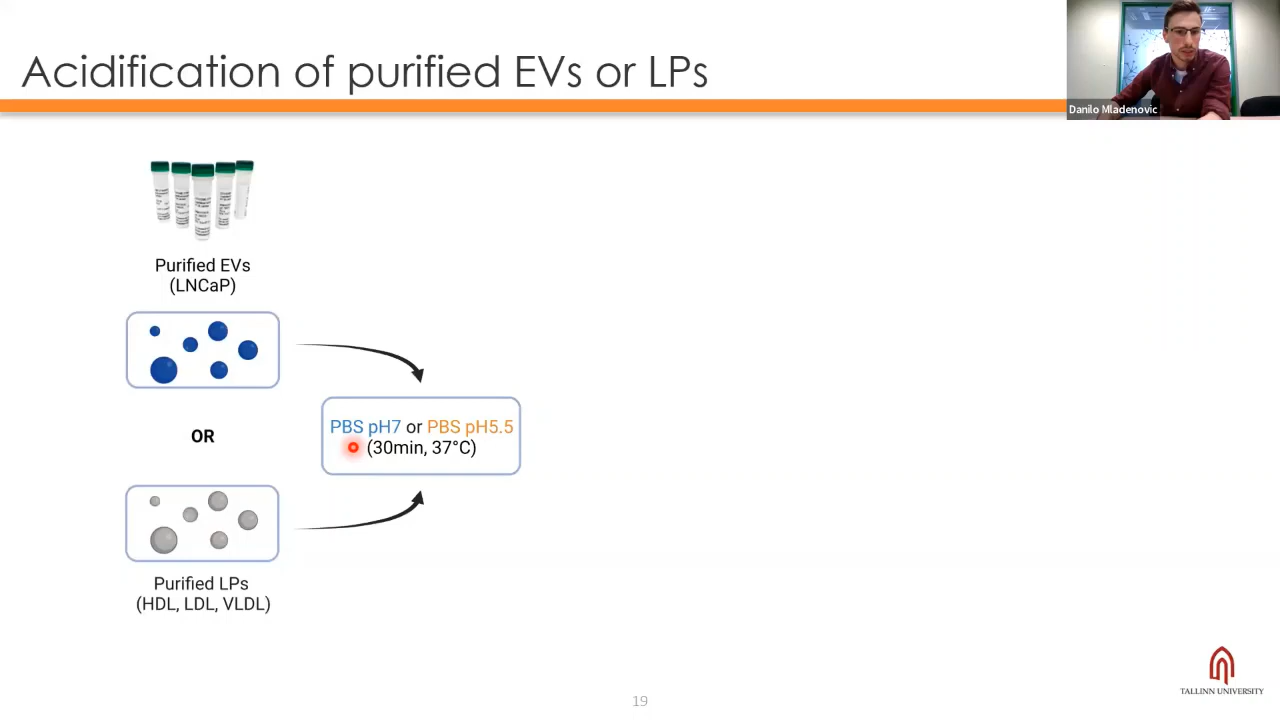 Acidification of purified EVs or LPs
Danilo Mladenovic
Purified EVs
(LNCaP)
OR
PBS pH7 or PBS pH5.5
(30min, 37°C)
Purified LPs
(HDL, LDL, VLDL)
TALLINN UNIVERSITY
19